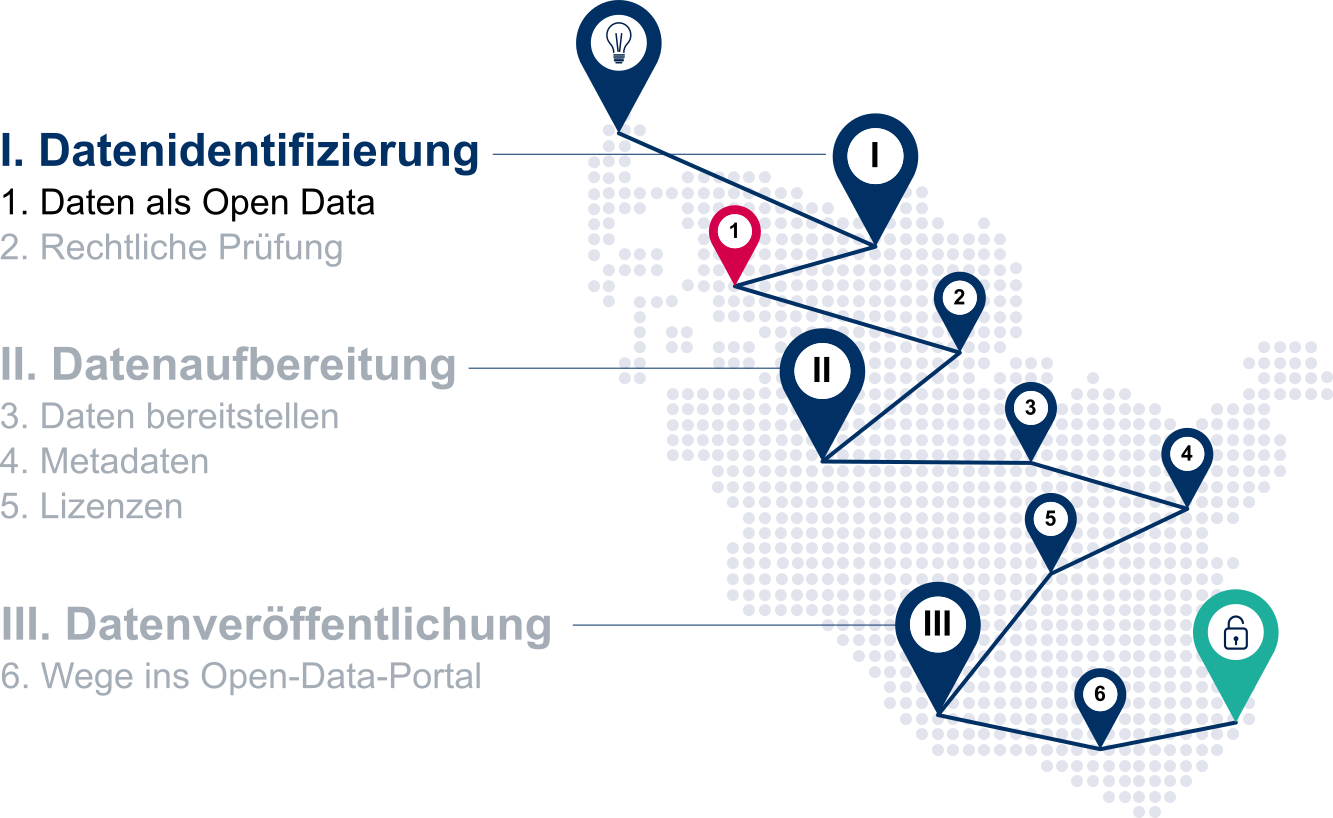 I. Datenidentifizierung
1. Daten als Open Data
2. Rechtliche Prüfung
II. Datenaufbereitung
3. Daten bereitstellen
4. Metadaten
5. Lizenzen
III. Datenveröffentlichung
6. Wege ins Open-Data-Portal
I
1
2
II
3
4
5
III
6